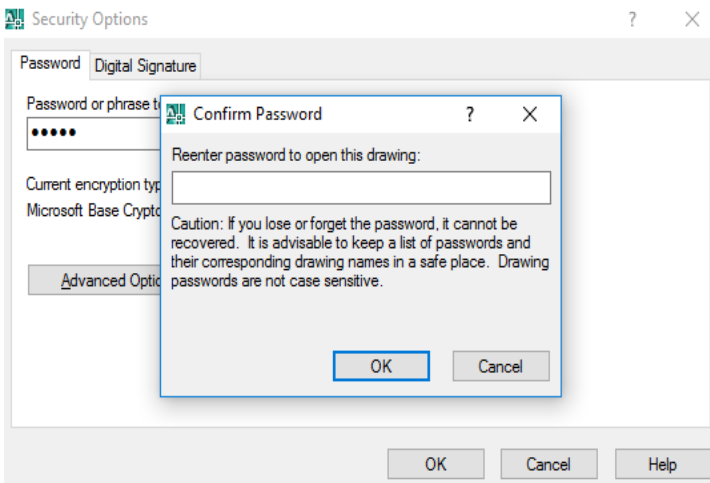 Security Options
Password
Digital Signature
Password or phrase t
•••••
Current encryption typ
Microsoft Base Crypto
Advanced Optio
Confirm Password
Reenter password to open this drawing:
Caution: If you lose or forget the password, it cannot be
recovered. It is advisable to keep a list of passwords and
their corresponding drawing names in a safe place. Drawing
passwords are not case sensitive.
OK
Cancel
OK
Cancel
Help